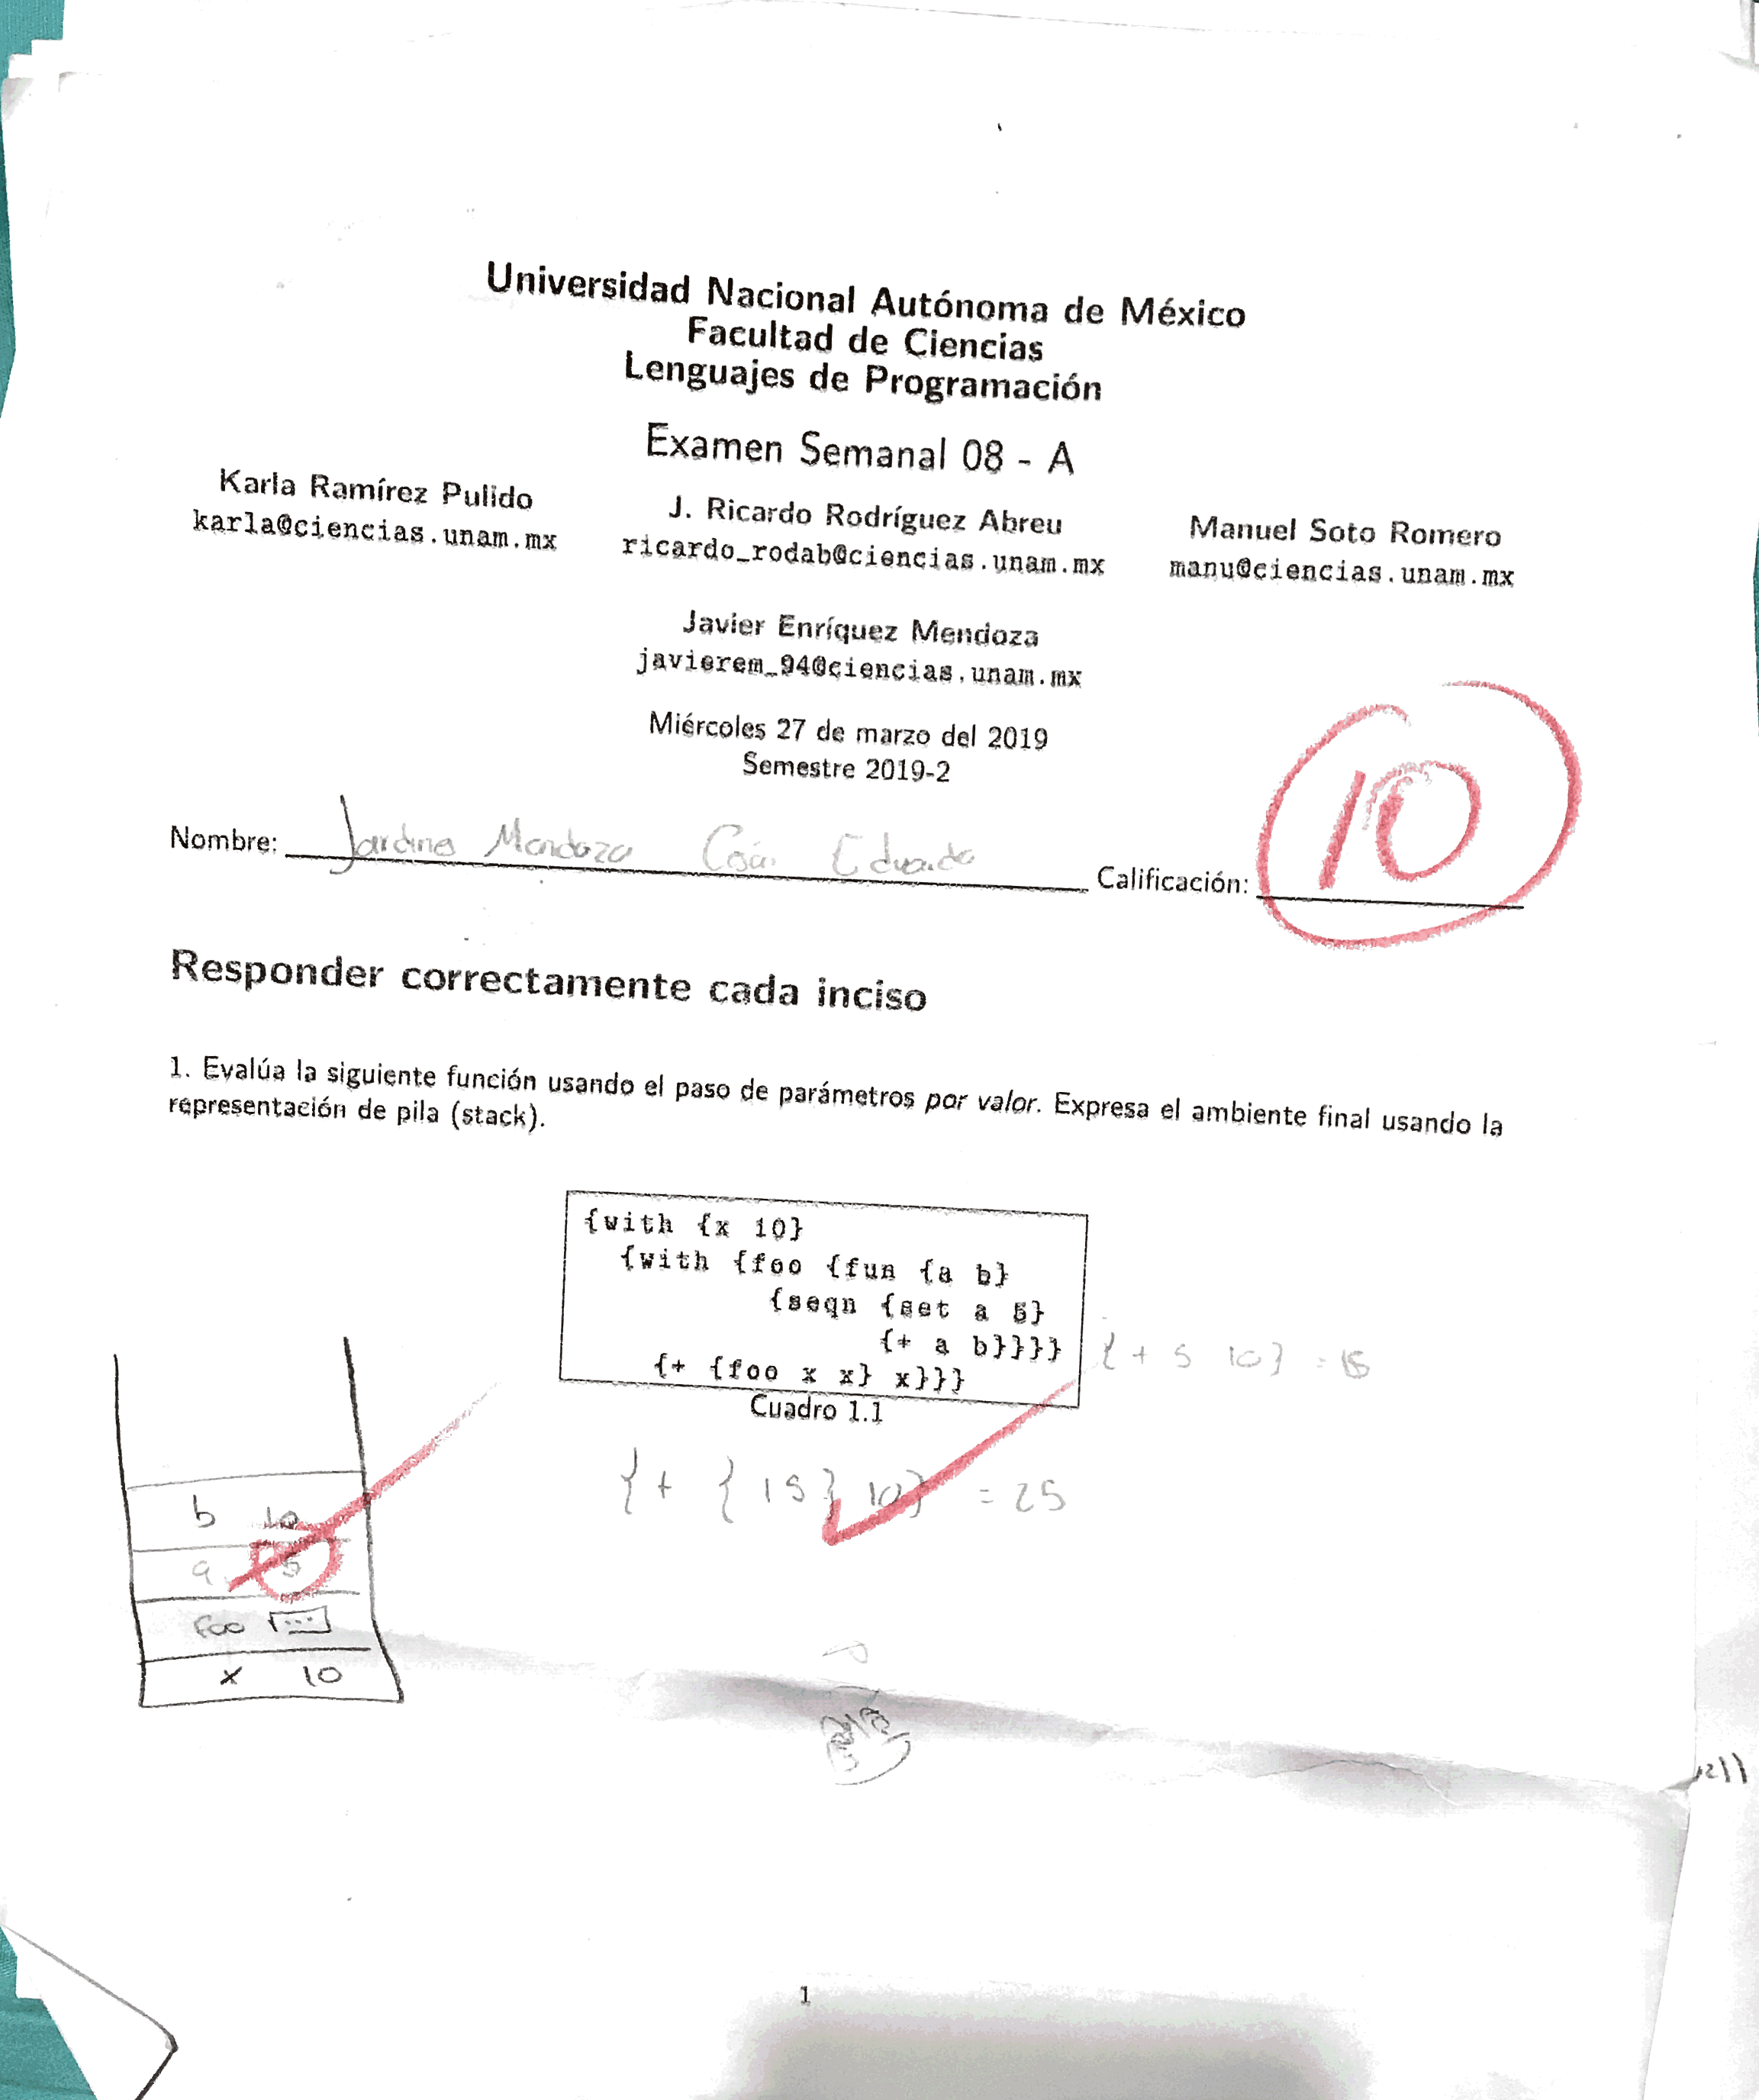 Universidad Nacional Autónoma de México
Facultad de Ciencias
Lenguajes de Programación
Examen Semanal 08 - A
Karla Ramírez Pulido
karla@ciencias.unam.mx
J. Ricardo Rodríguez Abreu
ricardo_rodab@ciencias.unam.mx
Manuel Soto Romero
manu@ciencias.unam.mx
Javier Enríquez Mendoza
javierem_94@ciencias.unam.mx
Miércoles 27 de marzo del 2019
Semestre 2019-2
Nombre: Jardines Mendoza Eduardo Calificación: 10
Responder correctamente cada inciso
1. Evalúa la siguiente función usando el paso de parámetros por valor. Expresa el ambiente final usando la
representación de pila (stack).
{with {x 10}
{with {foo {fun {a b}
{seqn {set a 5}
{+ a b}}}} {+ 5 10} = 15
{+ {foo x x} x}}}
Cuadro 1.1
{+ {15} 10} = 25
b 10
a 5
foo ...
x 10
1